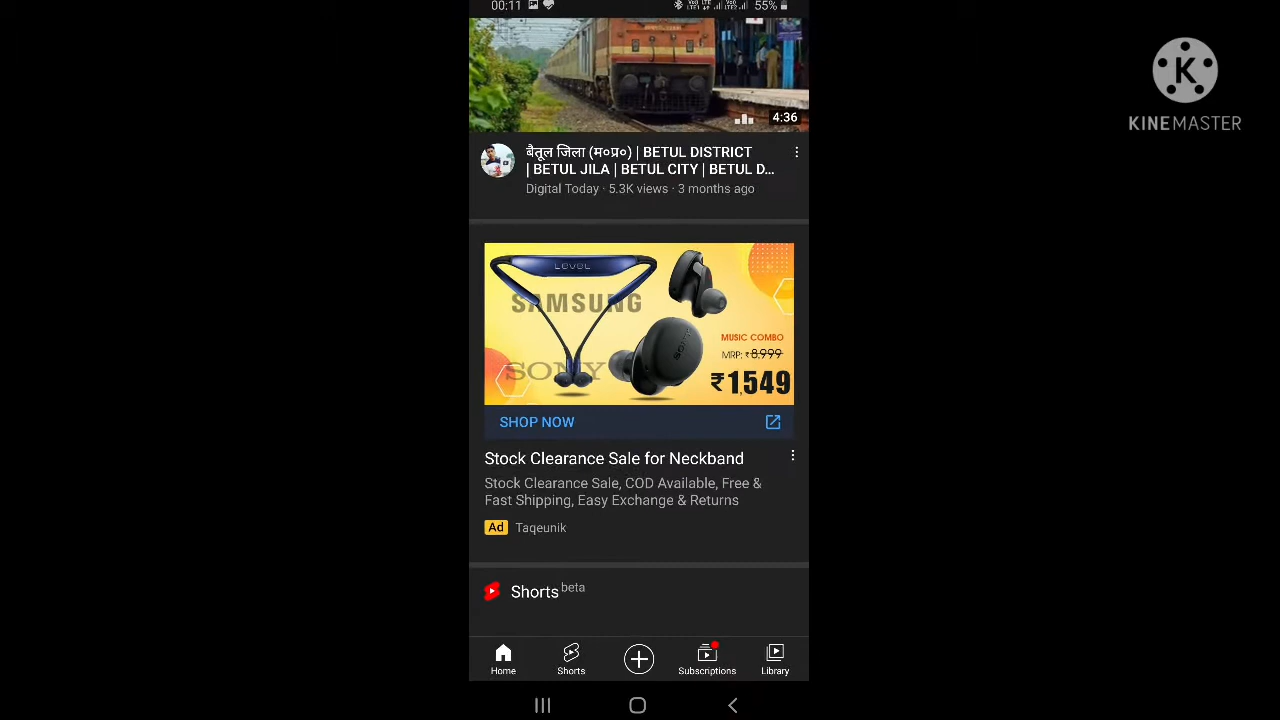 00:11
55%
4:36
बैतूल जिला (म०प्र०) | BETUL DISTRICT
| BETUL JILA | BETUL CITY | BETUL D...
Digital Today · 5.3K views · 3 months ago
KINEMASTER
LEVEL
SAMSUNG
SONY
SONY
MUSIC COMBO
MRP: ₹8,999
₹1,549
SHOP NOW
Stock Clearance Sale for Neckband
Stock Clearance Sale, COD Available, Free &
Fast Shipping, Easy Exchange & Returns
Ad Taqeunik
Shorts beta
Home Shorts Subscriptions Library